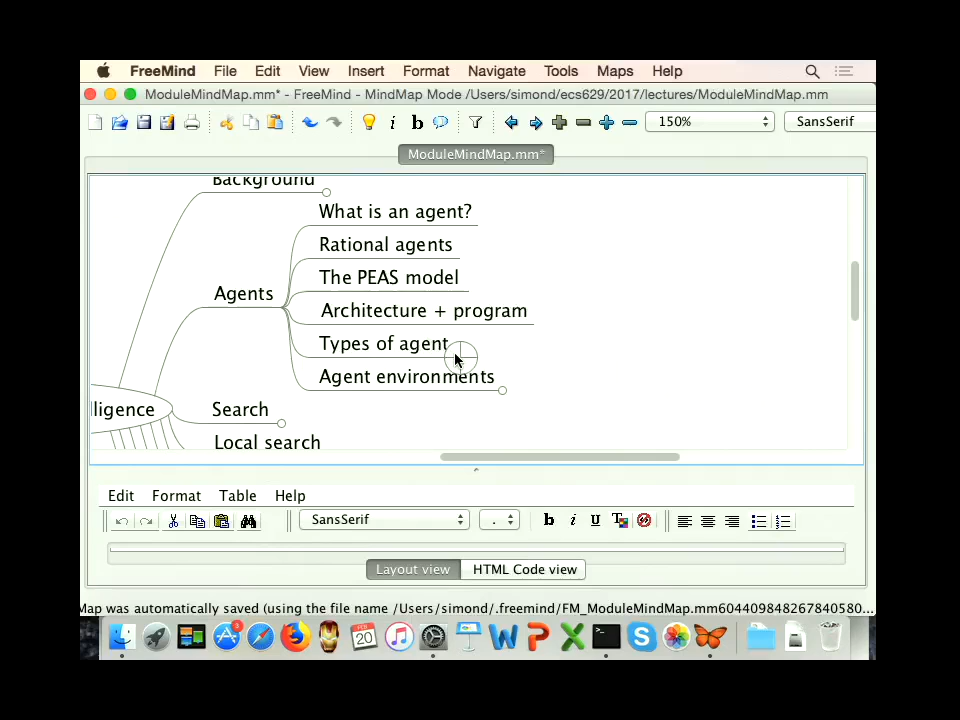 FreeMind File Edit View Insert Format Navigate Tools Maps Help
ModuleMindMap.mm* - FreeMind - MindMap Mode /Users/simond/ecs629/2017/lectures/ModuleMindMap.mm
i b 150% SansSerif
ModuleMindMap.mm*
Background
What is an agent?
Rational agents
The PEAS model
Agents
Architecture + program
Types of agent
Agent environments
lligence
Search
Local search
Edit Format Table Help
SansSerif . b i U
Layout view HTML Code view
Map was automatically saved (using the file name /Users/simond/.freemind/FM_ModuleMindMap.mm604409848267840580...
3 FEB 20 W P X S